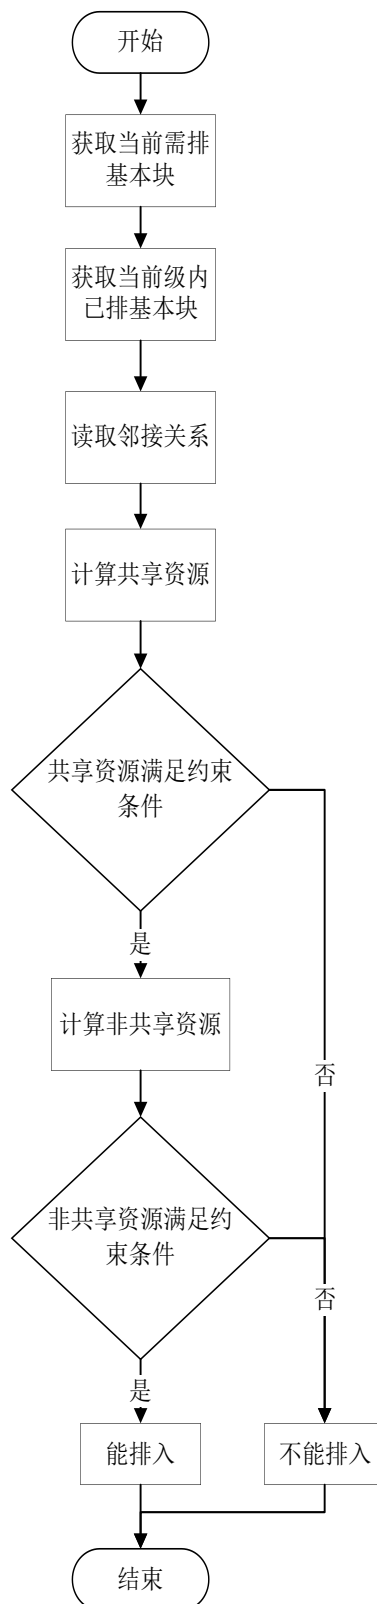 开始
获取当前需排
基本块
获取当前级内
已排基本块
读取邻接关系
计算共享资源
共享资源满足约束
条件
是
计算非共享资源
否
非共享资源满足约
束条件
否
是
能排入
不能排入
结束